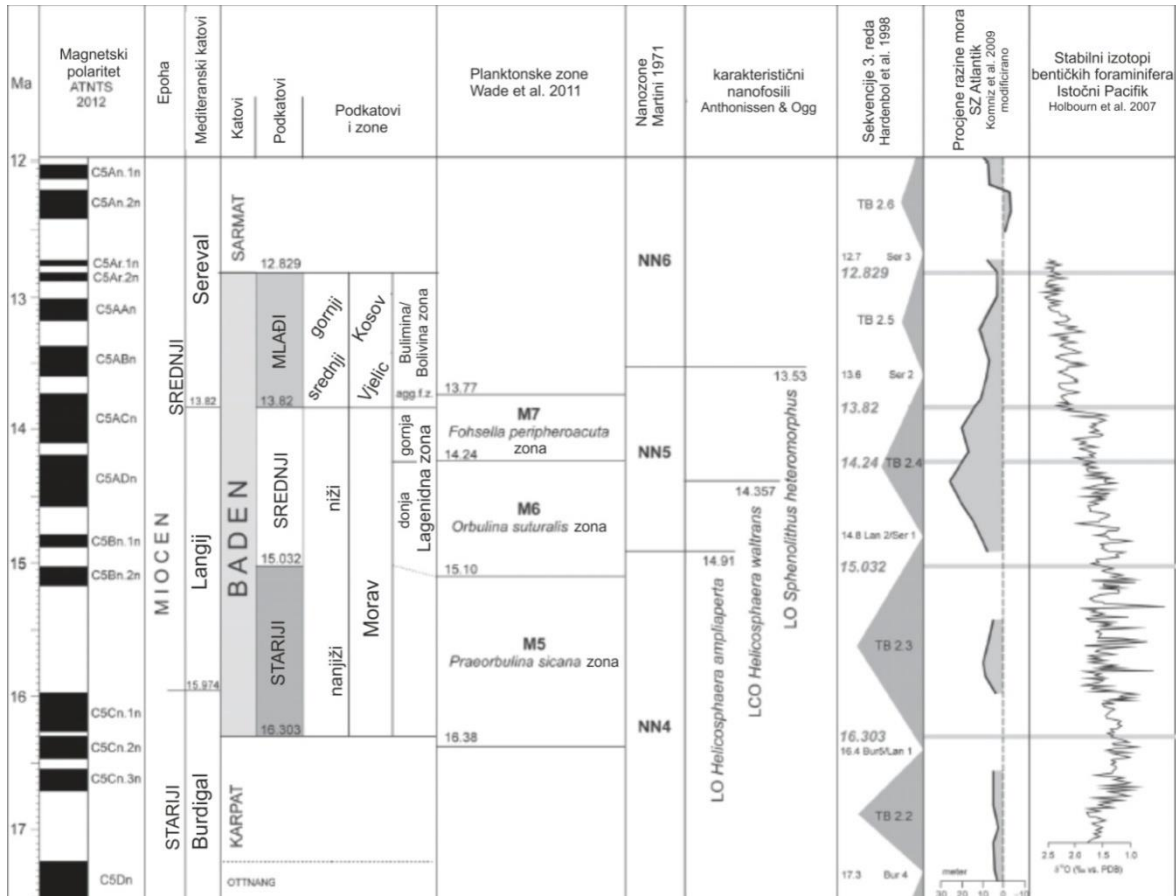 Ma
Magnetski
polaritet
ATNTS
2012
Epoha
Mediteranski katovi
Katovi
Podkatovi
Podkatovi
i zone
Planktonske zone
Wade et al. 2011
Nanozone
Martini 1971
karakteristični
nanofosili
Anthonissen & Ogg
Sekvencije 3. reda
Hardenbol et al. 1998
Procjene razine mora
SZ Atlantik
Komniz et al. 2009
modificirano
Stabilni izotopi
bentičkih foraminifera
Istočni Pacifik
Holbourn et al. 2007
12
13
14
15
16
17
C5An.1n
C5An.2n
C5Ar.1n
C5Ar.2n
C5AAn
C5ABn
C5ACn
C5ADn
C5Bn.1n
C5Bn.2n
C5Cn.1n
C5Cn.2n
C5Cn.3n
C5Dn
MIOCEN
SREDNJI
STARIJI
Sereval
13.82
Langij
15.974
Burdigal
SARMAT
BADEN
KARPAT
OTTNANG
12.829
MLAĐI
13.82
SREDNJI
15.032
STARIJI
16.303
gornji
srednji
niži
nanjiži
Kosov
Vjelic
Morav
Bulimina/
Bolivina zona
agg.f.z.
gornja
donja
Lagenidna zona
13.77
M7
Fohsella peripheroacuta
zona
14.24
M6
Orbulina suturalis zona
15.10
M5
Praeorbulina sicana zona
16.38
NN6
NN5
NN4
13.53
LO Sphenolithus heteromorphus
14.357
LCO Helicosphaera waltrans
14.91
LO Helicosphaera ampliaperta
TB 2.6
12.7 Ser 3
12.829
TB 2.5
13.6 Ser 2
13.82
14.24
TB 2.4
14.8 Lan 2/Ser 1
15.032
TB 2.3
16.303
16.4 Bur5/Lan 1
TB 2.2
17.3 Bur 4
meter
30 20 10 0 -10
2.5 2.0 1.5 1.0
δ¹⁸O (‰ vs. PDB)